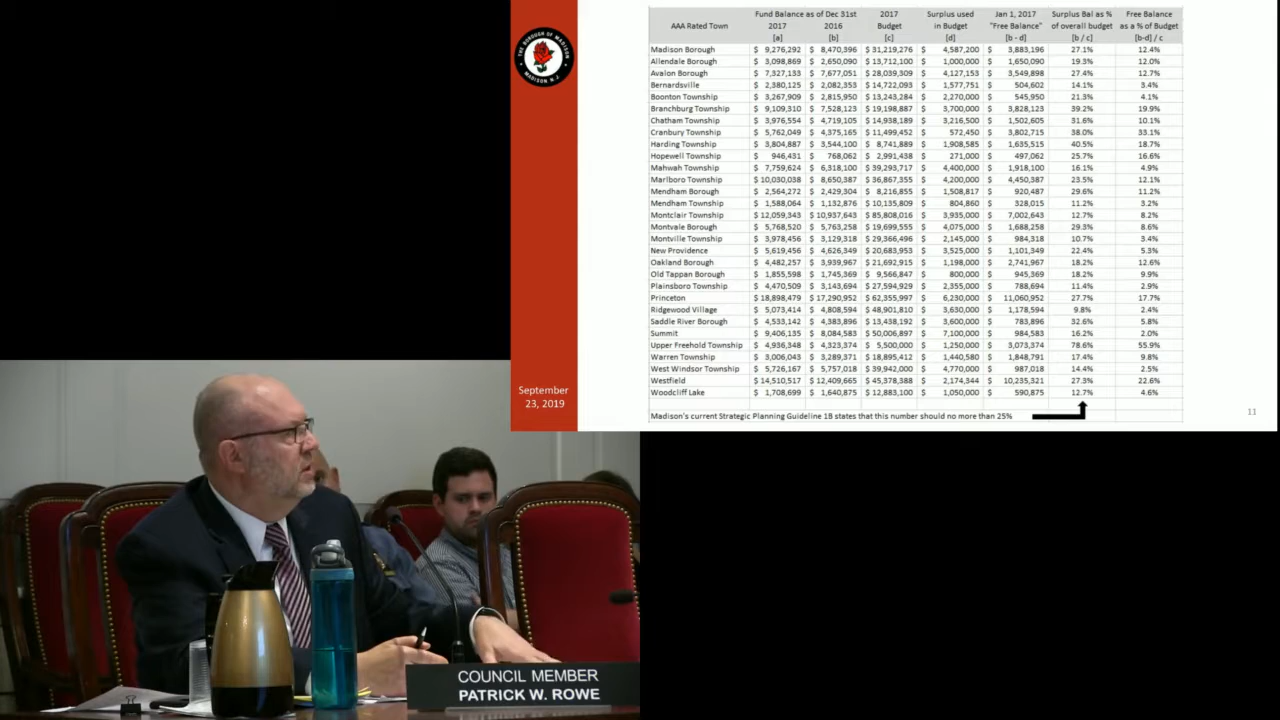 THE BOROUGH OF MADISON
MADISON N.J.
September
23, 2019
AAA Rated Town Fund Balance as of Dec 31st 2017 [a] 2016 [b] 2017 Budget [c] Surplus used in Budget [d] Jan 1, 2017 "Free Balance" [b - d] Surplus Bal as % of overall budget [b / c] Free Balance as a % of Budget [b-d] / c
Madison Borough $ 9,276,292 $ 8,470,396 $ 31,219,276 $ 4,587,200 $ 3,883,196 27.1% 12.4%
Allendale Borough $ 3,098,869 $ 2,650,090 $ 13,712,100 $ 1,000,000 $ 1,650,090 19.3% 12.0%
Avalon Borough $ 7,327,133 $ 7,677,051 $ 28,039,309 $ 4,127,153 $ 3,549,898 27.4% 12.7%
Bernardsville $ 2,380,125 $ 2,082,353 $ 14,722,093 $ 1,577,751 $ 504,602 14.1% 3.4%
Boonton Township $ 3,267,909 $ 2,815,950 $ 13,243,284 $ 2,270,000 $ 545,950 21.3% 4.1%
Branchburg Township $ 9,109,310 $ 7,528,123 $ 19,198,887 $ 3,700,000 $ 3,828,123 39.2% 19.9%
Chatham Township $ 3,976,554 $ 4,719,105 $ 14,938,189 $ 3,216,500 $ 1,502,605 31.6% 10.1%
Cranbury Township $ 5,762,049 $ 4,375,165 $ 11,499,452 $ 572,450 $ 3,802,715 38.0% 33.1%
Harding Township $ 3,804,887 $ 3,544,100 $ 8,741,889 $ 1,908,585 $ 1,635,515 40.5% 18.7%
Hopewell Township $ 946,431 $ 768,062 $ 2,991,438 $ 271,000 $ 497,062 25.7% 16.6%
Mahwah Township $ 7,759,624 $ 6,318,100 $ 39,293,717 $ 4,400,000 $ 1,918,100 16.1% 4.9%
Marlboro Township $ 10,030,038 $ 8,650,387 $ 36,867,355 $ 4,200,000 $ 4,450,387 23.5% 12.1%
Mendham Borough $ 2,564,272 $ 2,429,304 $ 8,216,855 $ 1,508,817 $ 920,487 29.6% 11.2%
Mendham Township $ 1,588,064 $ 1,132,876 $ 10,135,809 $ 804,860 $ 328,015 11.2% 3.2%
Montclair Township $ 12,059,343 $ 10,937,643 $ 85,808,016 $ 3,935,000 $ 7,002,643 12.7% 8.2%
Montvale Borough $ 5,768,520 $ 5,763,258 $ 19,699,555 $ 4,075,000 $ 1,688,258 29.3% 8.6%
Montville Township $ 3,978,456 $ 3,129,318 $ 29,366,496 $ 2,145,000 $ 984,318 10.7% 3.4%
New Providence $ 5,619,456 $ 4,626,349 $ 20,683,953 $ 3,525,000 $ 1,101,349 22.4% 5.3%
Oakland Borough $ 4,482,257 $ 3,939,967 $ 21,692,915 $ 1,198,000 $ 2,741,967 18.2% 12.6%
Old Tappan Borough $ 1,855,598 $ 1,745,369 $ 9,566,847 $ 800,000 $ 945,369 18.2% 9.9%
Plainsboro Township $ 4,470,509 $ 3,143,694 $ 27,594,929 $ 2,355,000 $ 788,694 11.4% 2.9%
Princeton $ 18,898,479 $ 17,290,952 $ 62,355,997 $ 6,230,000 $ 11,060,952 27.7% 17.7%
Ridgewood Village $ 5,073,414 $ 4,808,594 $ 48,901,810 $ 3,630,000 $ 1,178,594 9.8% 2.4%
Saddle River Borough $ 4,533,142 $ 4,383,896 $ 13,438,192 $ 3,600,000 $ 783,896 32.6% 5.8%
Summit $ 9,406,135 $ 8,084,583 $ 50,006,897 $ 7,100,000 $ 984,583 16.2% 2.0%
Upper Freehold Township $ 4,936,348 $ 4,323,374 $ 5,500,000 $ 1,250,000 $ 3,073,374 78.6% 55.9%
Warren Township $ 3,006,043 $ 3,289,371 $ 18,895,412 $ 1,440,580 $ 1,848,791 17.4% 9.8%
West Windsor Township $ 5,726,167 $ 5,757,018 $ 39,942,000 $ 4,770,000 $ 987,018 14.4% 2.5%
Westfield $ 14,510,517 $ 12,409,665 $ 45,378,388 $ 2,174,344 $ 10,235,321 27.3% 22.6%
Woodcliff Lake $ 1,708,699 $ 1,640,875 $ 12,883,100 $ 1,050,000 $ 590,875 12.7% 4.6%
Madison's current Strategic Planning Guideline 1B states that this number should no more than 25%
11
COUNCIL MEMBER
PATRICK W. ROWE